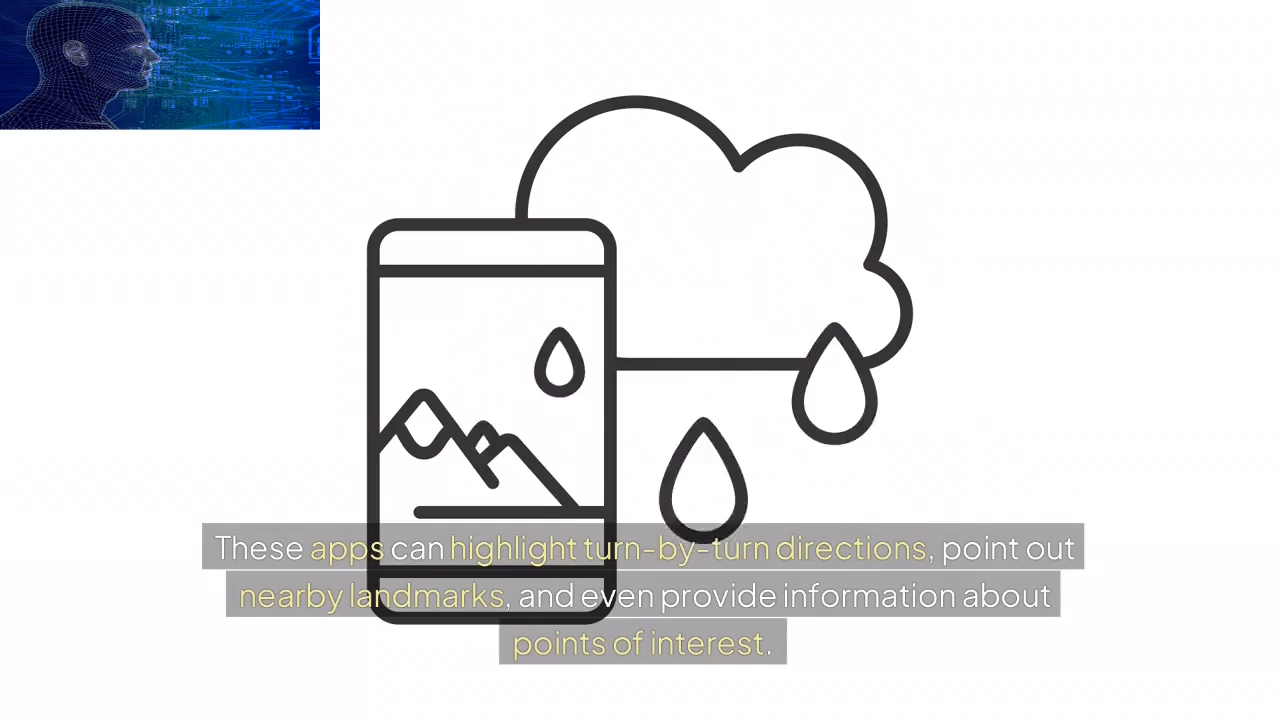 These apps can highlight turn-by-turn directions, point out
nearby landmarks, and even provide information about
points of interest.